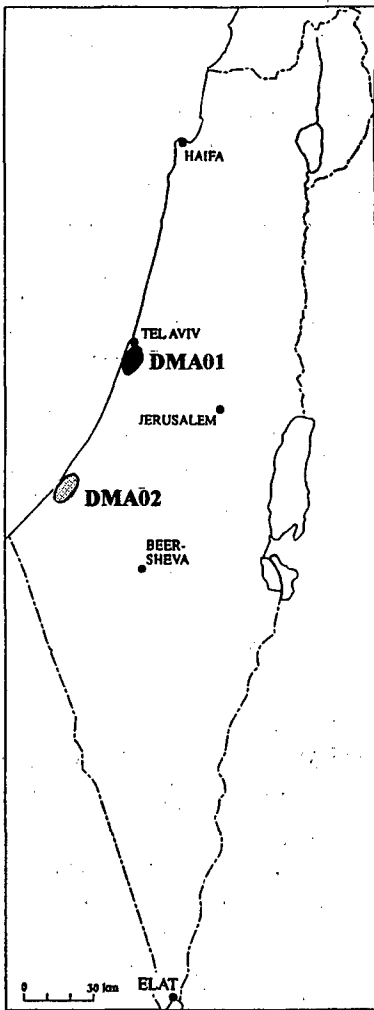 HAIFA
TEL AVIV
DMA01
JERUSALEM
DMA02
BEER-
SHEVA
ELAT
0 30 km